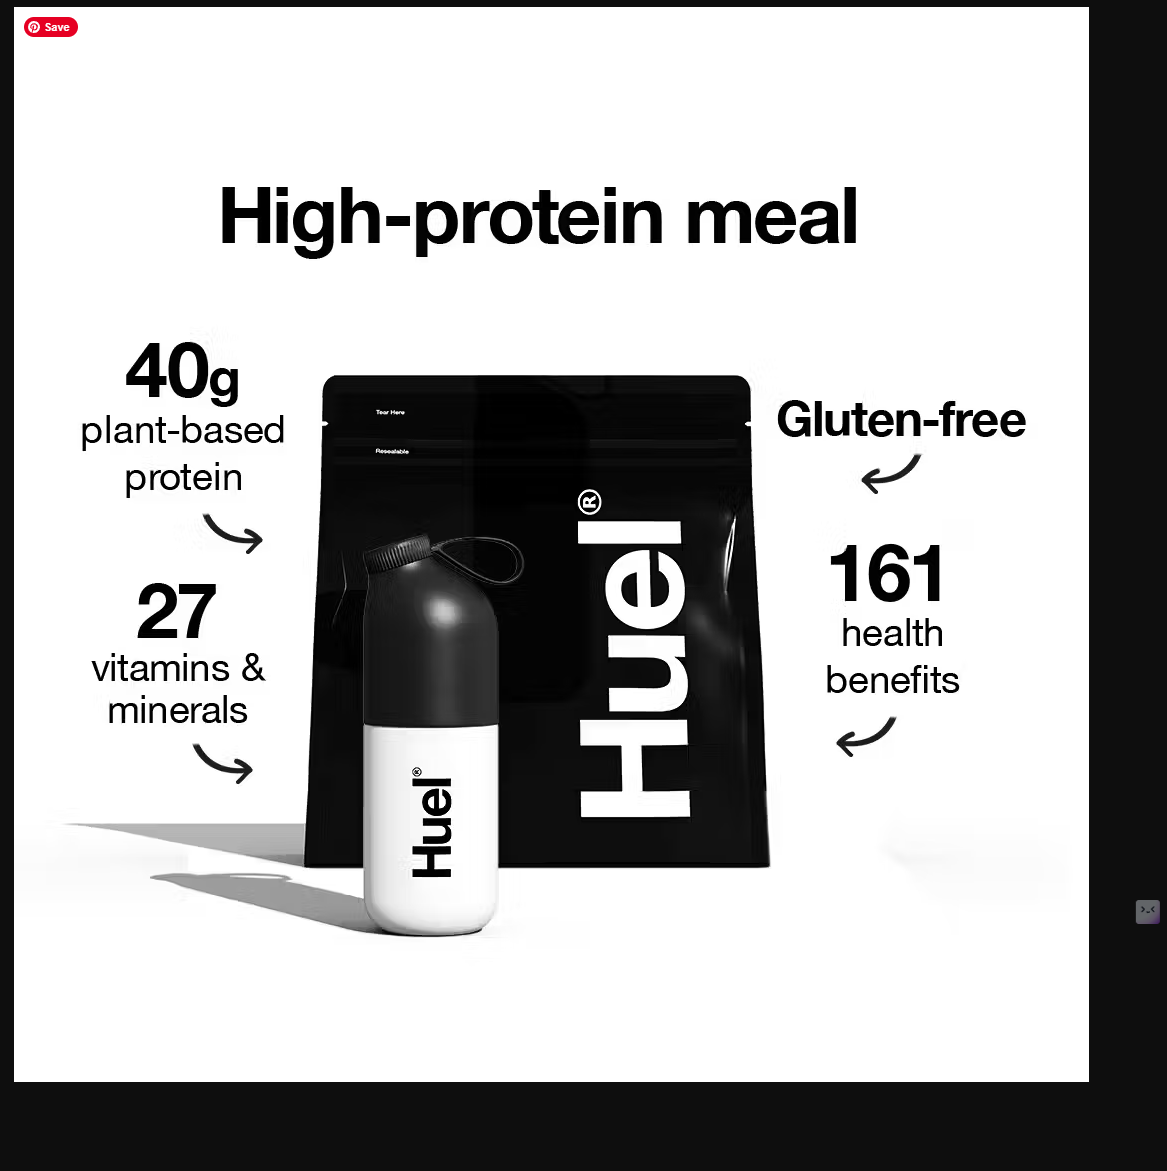 Save
High-protein meal
40g
plant-based
protein
27
vitamins &
minerals
Tear Here
Resealable
Huel®
Huel®
Gluten-free
161
health
benefits